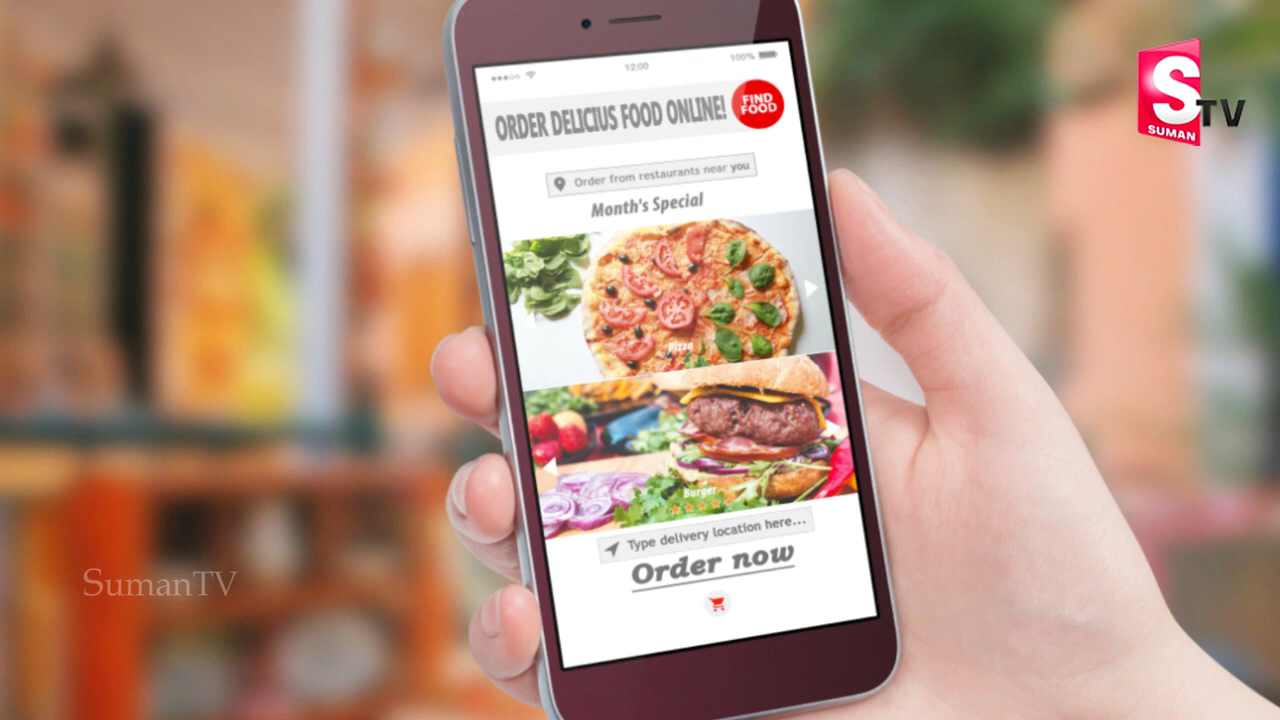 S
SUMAN
TV
12:00
100%
ORDER DELICIUS FOOD ONLINE!
FIND
FOOD
Order from restaurants near you
Month's Special
Pizza
Burger
Type delivery location here...
Order now
SumanTV